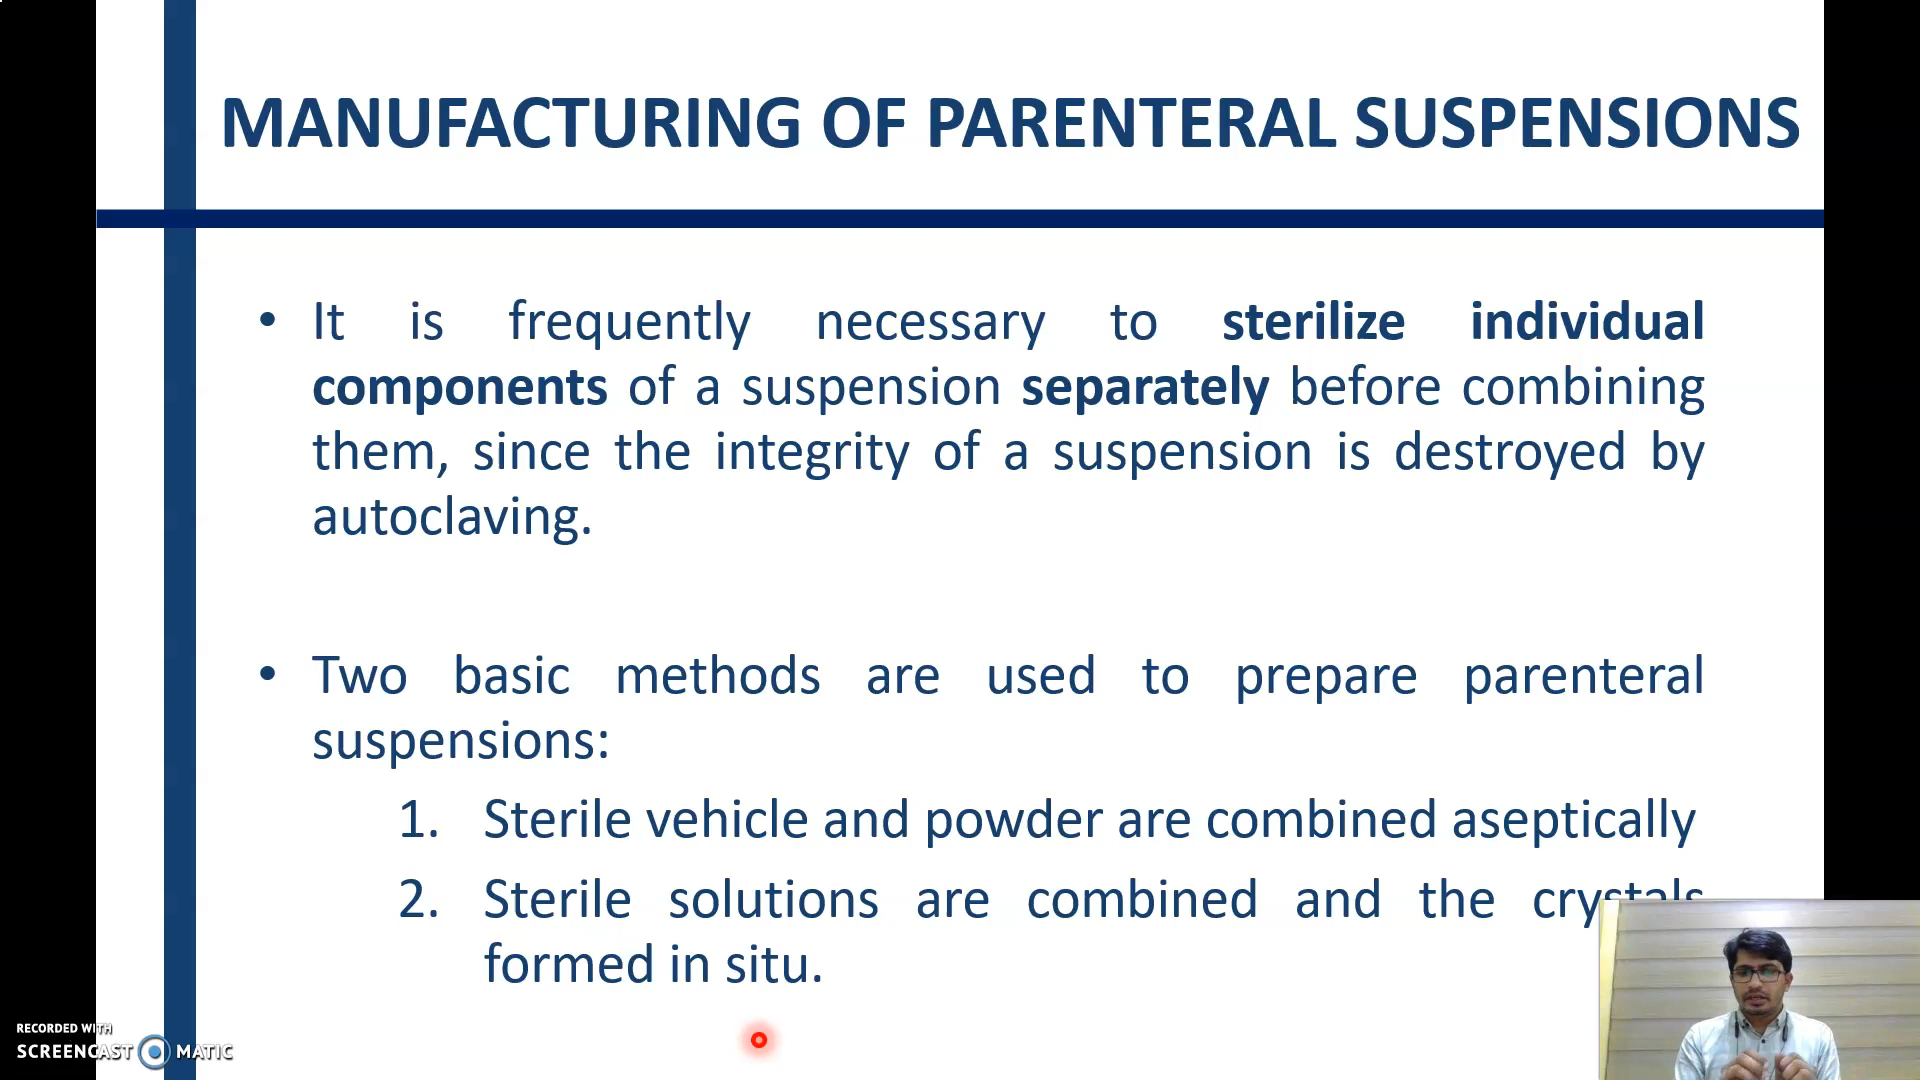 MANUFACTURING OF PARENTERAL SUSPENSIONS
• It is frequently necessary to sterilize individual
components of a suspension separately before combining
them, since the integrity of a suspension is destroyed by
autoclaving.
• Two basic methods are used to prepare parenteral
suspensions:
1. Sterile vehicle and powder are combined aseptically
2. Sterile solutions are combined and the crystals
formed in situ.
RECORDED WITH
SCREENCAST MATIC